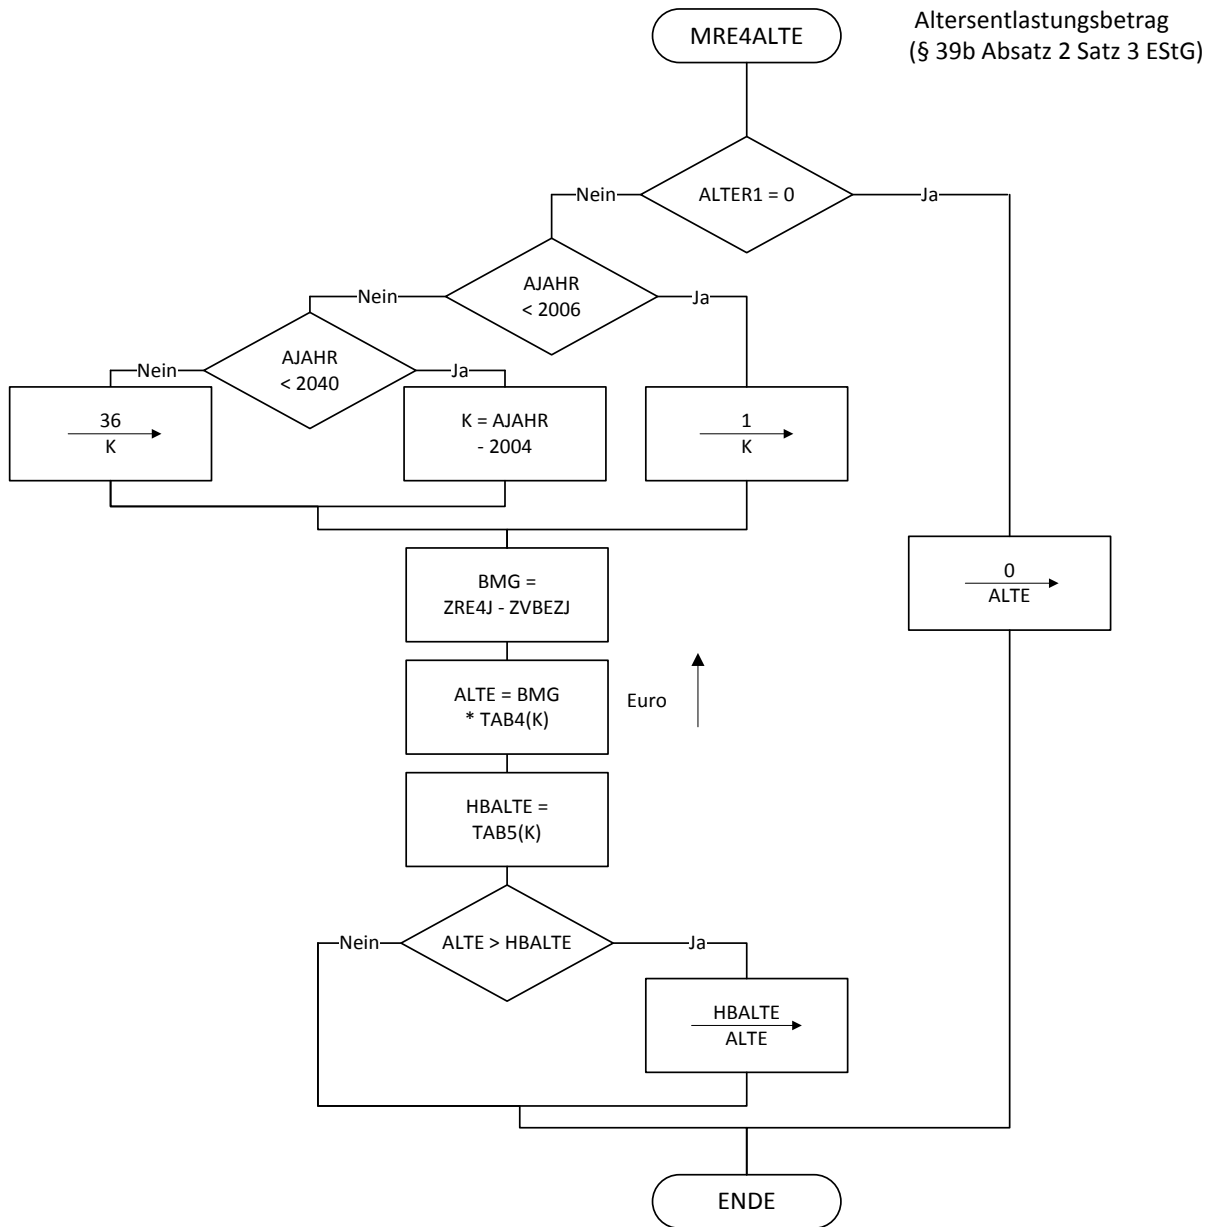 MRE4ALTE
Altersentlastungsbetrag
(§ 39b Absatz 2 Satz 3 EStG)
ALTER1 = 0
Nein
Ja
AJAHR
< 2006
Nein
Ja
AJAHR
< 2040
Nein
Ja
36
K
K = AJAHR
- 2004
1
K
BMG =
ZRE4J - ZVBEZJ
0
ALTE
ALTE = BMG
* TAB4(K)
Euro
HBALTE =
TAB5(K)
ALTE > HBALTE
Nein
Ja
HBALTE
ALTE
ENDE